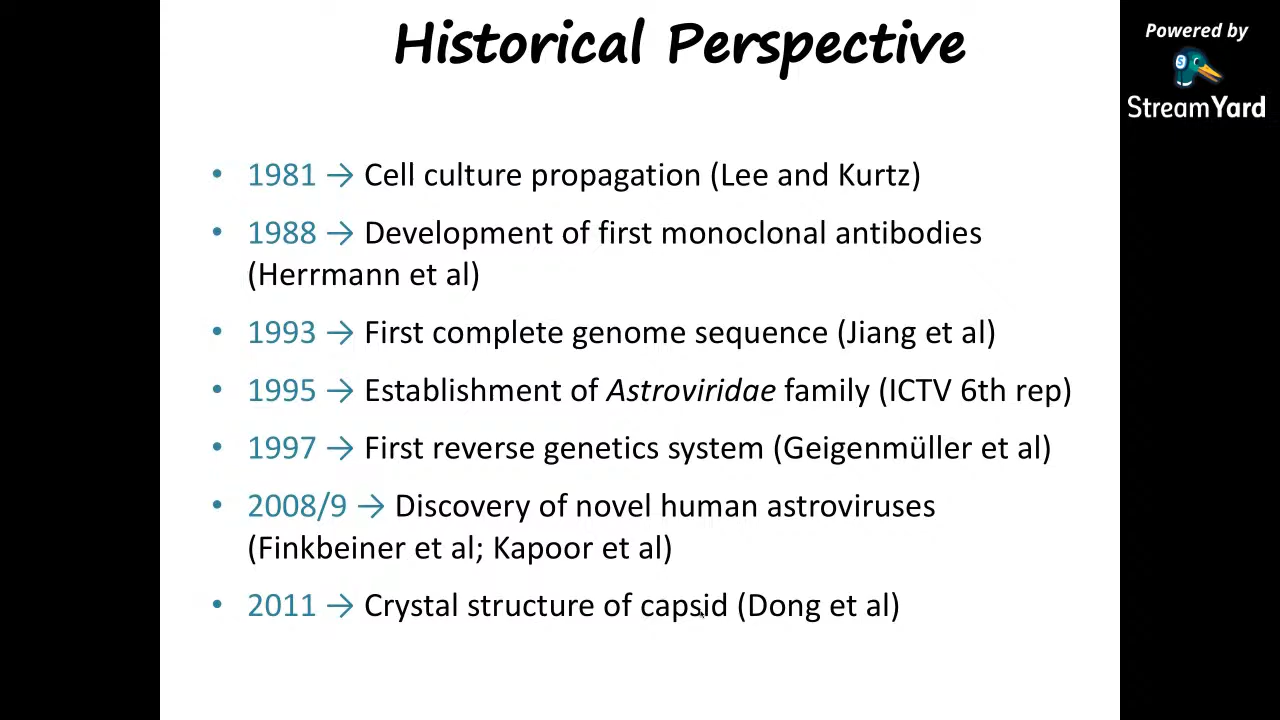 Historical Perspective
Powered by
StreamYard
• 1981 → Cell culture propagation (Lee and Kurtz)
• 1988 → Development of first monoclonal antibodies
(Herrmann et al)
• 1993 → First complete genome sequence (Jiang et al)
• 1995 → Establishment of Astroviridae family (ICTV 6th rep)
• 1997 → First reverse genetics system (Geigenmüller et al)
• 2008/9 → Discovery of novel human astroviruses
(Finkbeiner et al; Kapoor et al)
• 2011 → Crystal structure of capsid (Dong et al)